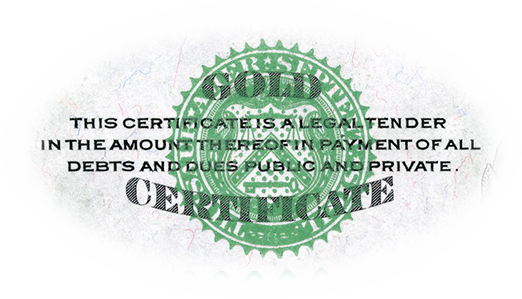 GOLD
THIS CERTIFICATE IS A LEGAL TENDER
IN THE AMOUNT THEREOF IN PAYMENT OF ALL
DEBTS AND DUES PUBLIC AND PRIVATE.
CERTIFICATE